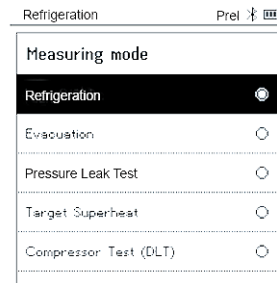 Refrigeration Prel
Measuring mode
Refrigeration
Evacuation
Pressure Leak Test
Target Superheat
Compressor Test (DLT)